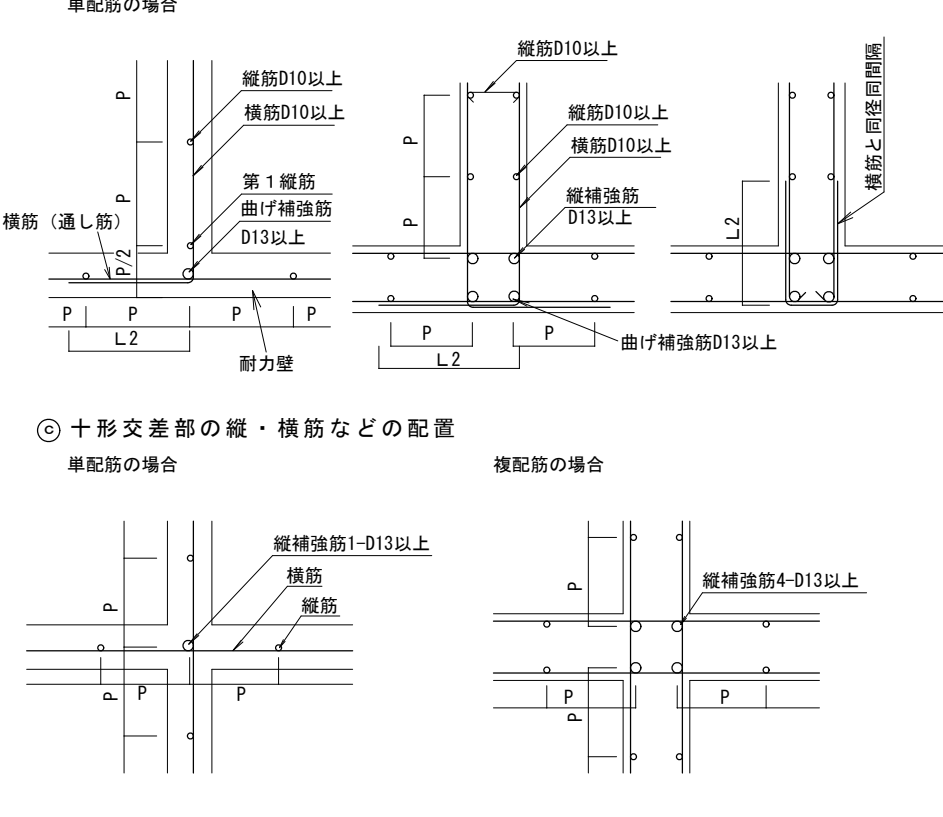 単配筋の場合
縦筋D10以上
横筋D10以上
第1縦筋
曲げ補強筋
D13以上
横筋（通し筋）
P
P
P/2
P
P
P
P
L2
耐力壁
縦筋D10以上
縦筋D10以上
横筋D10以上
縦補強筋
D13以上
P
P
P
P
L2
曲げ補強筋D13以上
横筋と同径同間隔
L2
ⓒ 十形交差部の縦・横筋などの配置
単配筋の場合
縦補強筋1-D13以上
横筋
縦筋
P
P
P
P
複配筋の場合
縦補強筋4-D13以上
P
P
P
P